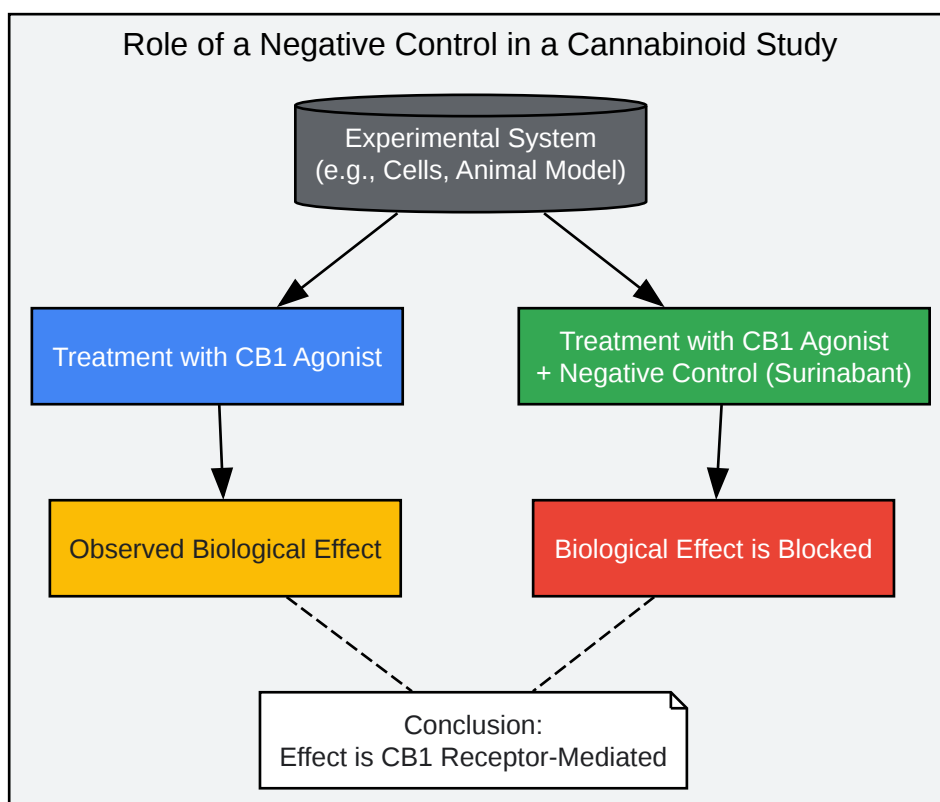 Role of a Negative Control in a Cannabinoid Study
Experimental System
(e.g., Cells, Animal Model)
Treatment with CB1 Agonist
Treatment with CB1 Agonist
+ Negative Control (Surinabant)
Observed Biological Effect
Biological Effect is Blocked
Conclusion:
Effect is CB1 Receptor-Mediated